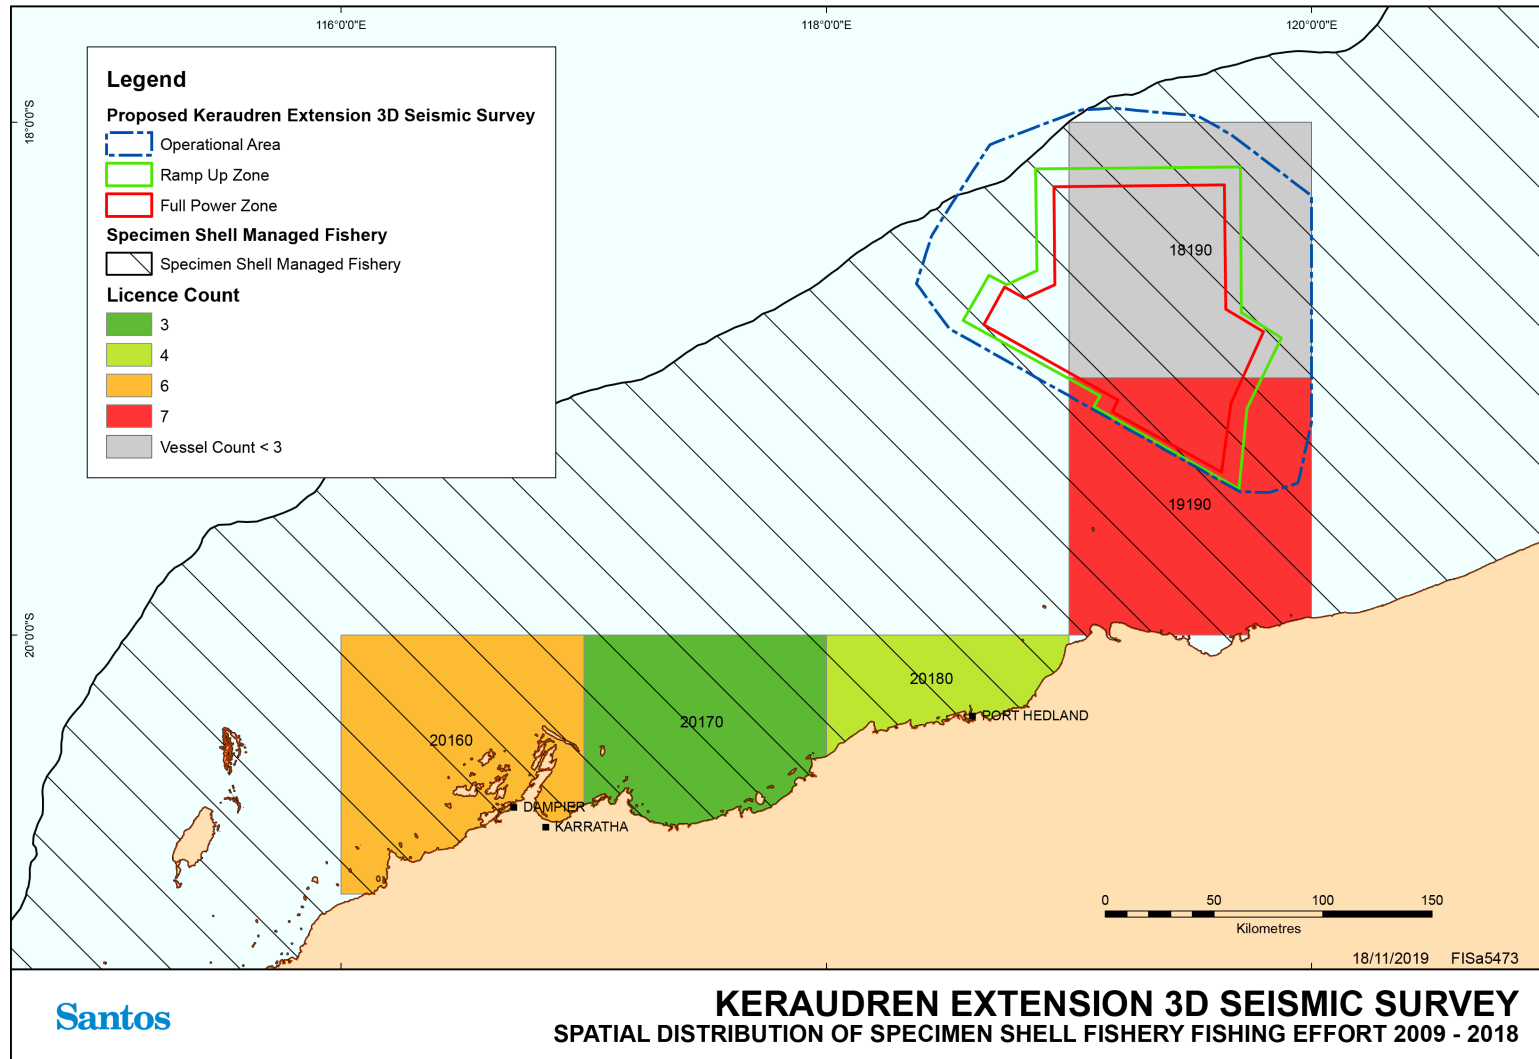 116°0'0"E
118°0'0"E
120°0'0"E
18°0'0"S
20°0'0"S
Legend
Proposed Keraudren Extension 3D Seismic Survey
Operational Area
Ramp Up Zone
Full Power Zone
Specimen Shell Managed Fishery
Specimen Shell Managed Fishery
Licence Count
3
4
6
7
Vessel Count < 3
18190
19190
20180
20170
20160
PORT HEDLAND
DAMPIER
KARRATHA
0 50 100 150
Kilometres
18/11/2019 FISa5473
Santos
KERAUDREN EXTENSION 3D SEISMIC SURVEY
SPATIAL DISTRIBUTION OF SPECIMEN SHELL FISHERY FISHING EFFORT 2009 - 2018